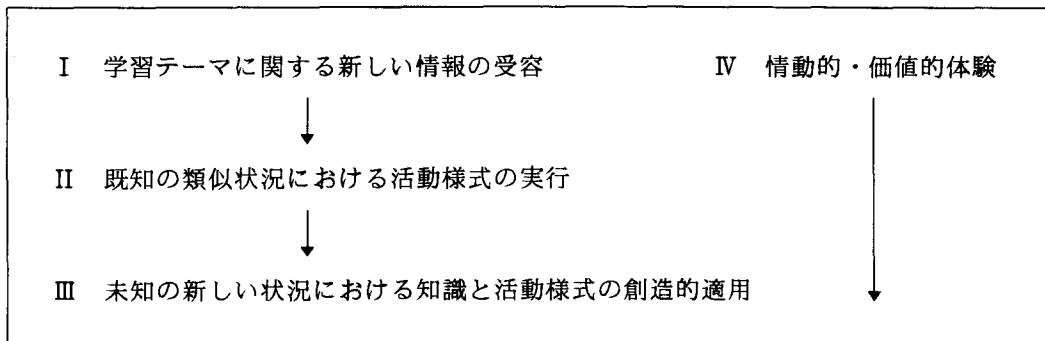 Ⅰ 学習テーマに関する新しい情報の受容
Ⅳ 情動的・価値的体験
Ⅱ 既知の類似状況における活動様式の実行
Ⅲ 未知の新しい状況における知識と活動様式の創造的適用